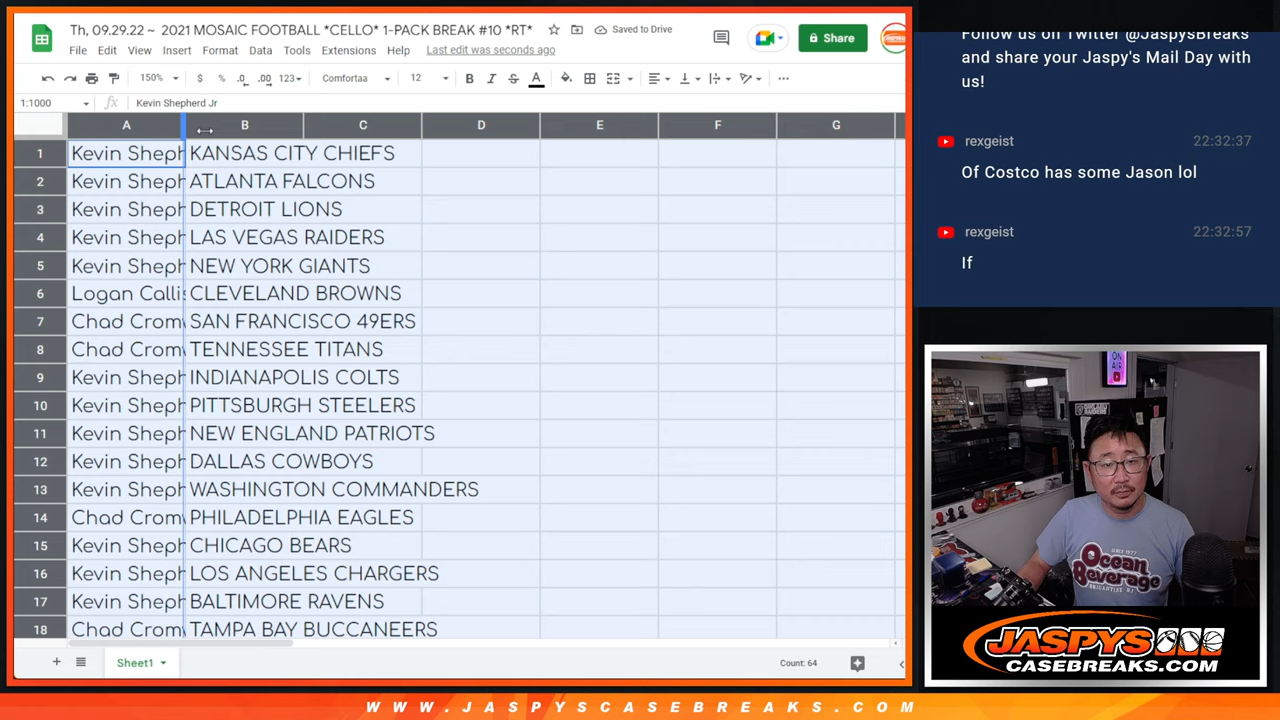 Th, 09.29.22 ~ 2021 MOSAIC FOOTBALL *CELLO* 1-PACK BREAK #10 *RT*
Saved to Drive
File Edit View Insert Format Data Tools Extensions Help Last edit was seconds ago
Share
150% $ % .0 .00 123 Comfortaa 12 B I S A
1:1000 fx Kevin Shepherd Jr
A B C D E F G
1 Kevin Sheph KANSAS CITY CHIEFS
2 Kevin Sheph ATLANTA FALCONS
3 Kevin Sheph DETROIT LIONS
4 Kevin Sheph LAS VEGAS RAIDERS
5 Kevin Sheph NEW YORK GIANTS
6 Logan Callis CLEVELAND BROWNS
7 Chad Crom SAN FRANCISCO 49ERS
8 Chad Crom TENNESSEE TITANS
9 Kevin Sheph INDIANAPOLIS COLTS
10 Kevin Sheph PITTSBURGH STEELERS
11 Kevin Sheph NEW ENGLAND PATRIOTS
12 Kevin Sheph DALLAS COWBOYS
13 Kevin Sheph WASHINGTON COMMANDERS
14 Chad Crom PHILADELPHIA EAGLES
15 Kevin Sheph CHICAGO BEARS
16 Kevin Sheph LOS ANGELES CHARGERS
17 Kevin Sheph BALTIMORE RAVENS
18 Chad Crom TAMPA BAY BUCCANEERS
Sheet1
Count: 64
Follow us on Twitter @JaspysBreaks
and share your Jaspy's Mail Day with
us!
rexgeist 22:32:37
Of Costco has some Jason lol
rexgeist 22:32:57
If
ON AIR
Ocean
Beverage
JASPYS
CASEBREAKS.COM
WWW.JASPYSCASEBREAKS.COM